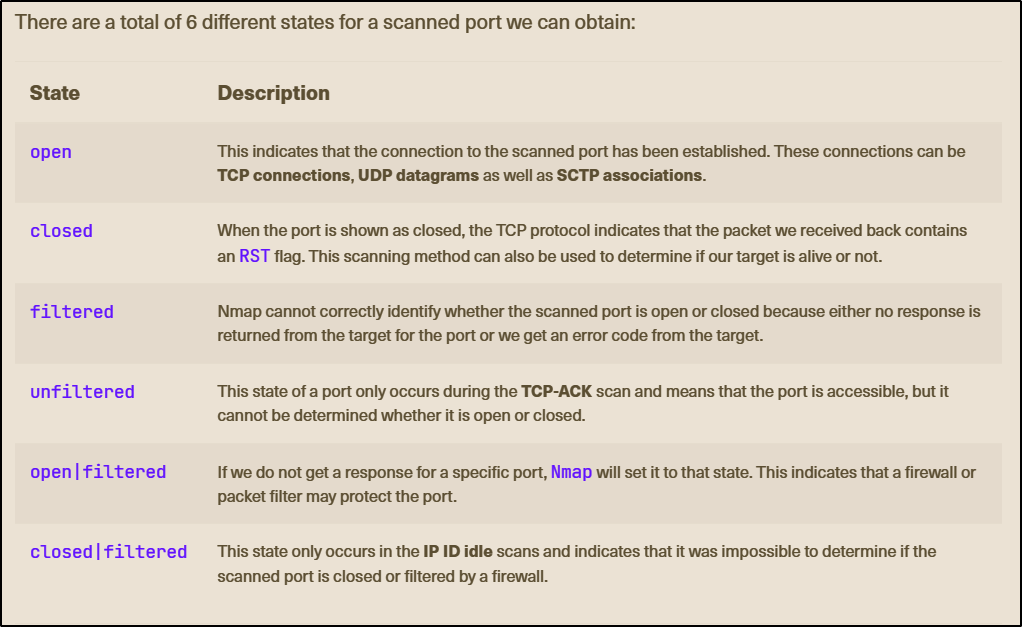 There are a total of 6 different states for a scanned port we can obtain:
State Description
open This indicates that the connection to the scanned port has been established. These connections can be
TCP connections, UDP datagrams as well as SCTP associations.
closed When the port is shown as closed, the TCP protocol indicates that the packet we received back contains
an RST flag. This scanning method can also be used to determine if our target is alive or not.
filtered Nmap cannot correctly identify whether the scanned port is open or closed because either no response is
returned from the target for the port or we get an error code from the target.
unfiltered This state of a port only occurs during the TCP-ACK scan and means that the port is accessible, but it
cannot be determined whether it is open or closed.
open|filtered If we do not get a response for a specific port, Nmap will set it to that state. This indicates that a firewall or
packet filter may protect the port.
closed|filtered This state only occurs in the IP ID idle scans and indicates that it was impossible to determine if the
scanned port is closed or filtered by a firewall.